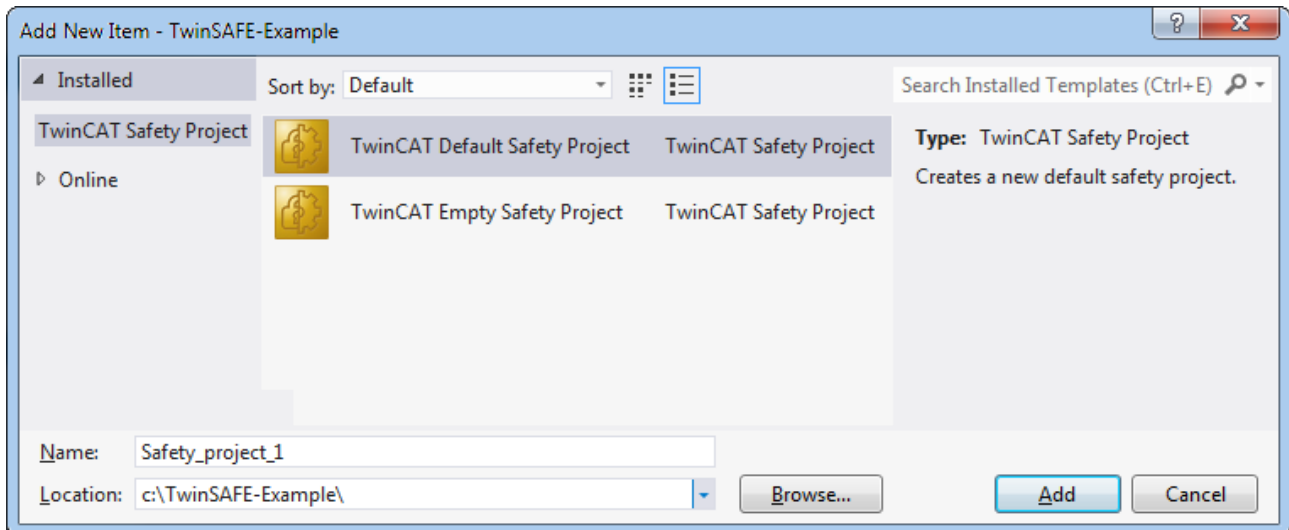 Add New Item - TwinSAFE-Example
Installed
Sort by: Default
Search Installed Templates (Ctrl+E)
TwinCAT Safety Project
Online
TwinCAT Default Safety Project TwinCAT Safety Project
TwinCAT Empty Safety Project TwinCAT Safety Project
Type: TwinCAT Safety Project
Creates a new default safety project.
Name: Safety_project_1
Location: c:\TwinSAFE-Example\
Browse...
Add
Cancel